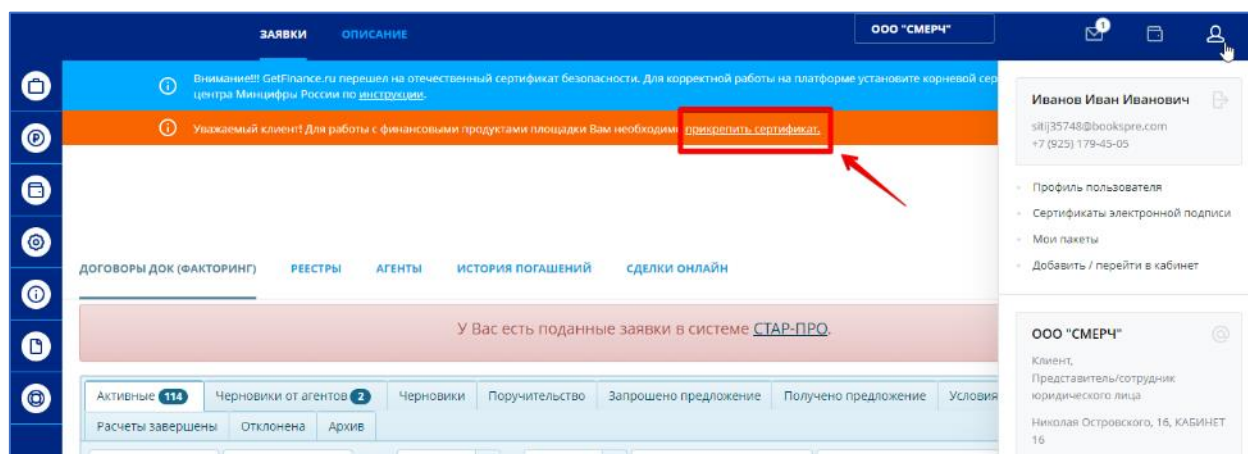 ЗАЯВКИ ОПИСАНИЕ ООО "СМЕРЧ" 1
Внимание!!! GetFinance.ru перешел на отечественный сертификат безопасности. Для корректной работы на платформе установите корневой сер
центра Минцифры России по инструкции.
Уважаемый клиент! Для работы с финансовыми продуктами площадки Вам необходимо прикрепить сертификат.
Иванов Иван Иванович
sitij35748@bookspre.com
+7 (925) 179-45-05
Профиль пользователя
Сертификаты электронной подписи
Мои пакеты
Добавить / перейти в кабинет
ДОГОВОРЫ ДОК (ФАКТОРИНГ) РЕЕСТРЫ АГЕНТЫ ИСТОРИЯ ПОГАШЕНИЙ СДЕЛКИ ОНЛАЙН
У Вас есть поданные заявки в системе СТАР-ПРО.
ООО "СМЕРЧ"
Клиент,
Представитель/сотрудник
юридического лица
Николая Островского, 16, КАБИНЕТ
16
Активные 114 Черновики от агентов 2 Черновики Поручительство Запрошено предложение Получено предложение Условия
Расчеты завершены Отклонена Архив